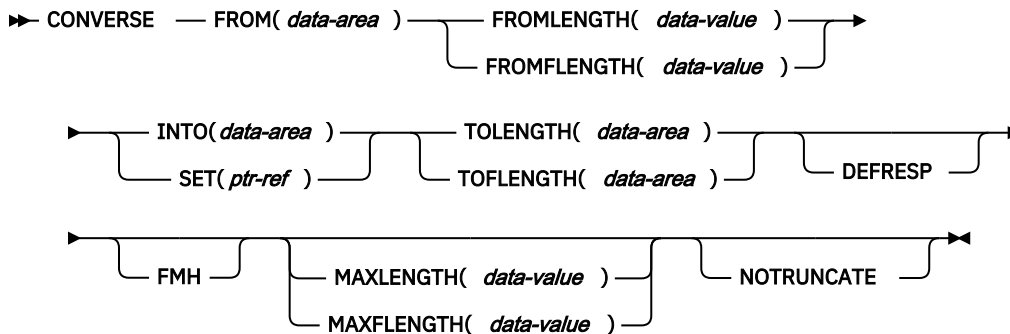 CONVERSE FROM( data-area ) FROMLENGTH( data-value )
FROMFLENGTH( data-value )
INTO( data-area ) TOLENGTH( data-area )
SET( ptr-ref ) TOFLENGTH( data-area ) DEFRESP
FMH MAXLENGTH( data-value ) NOTRUNCATE
MAXFLENGTH( data-value )